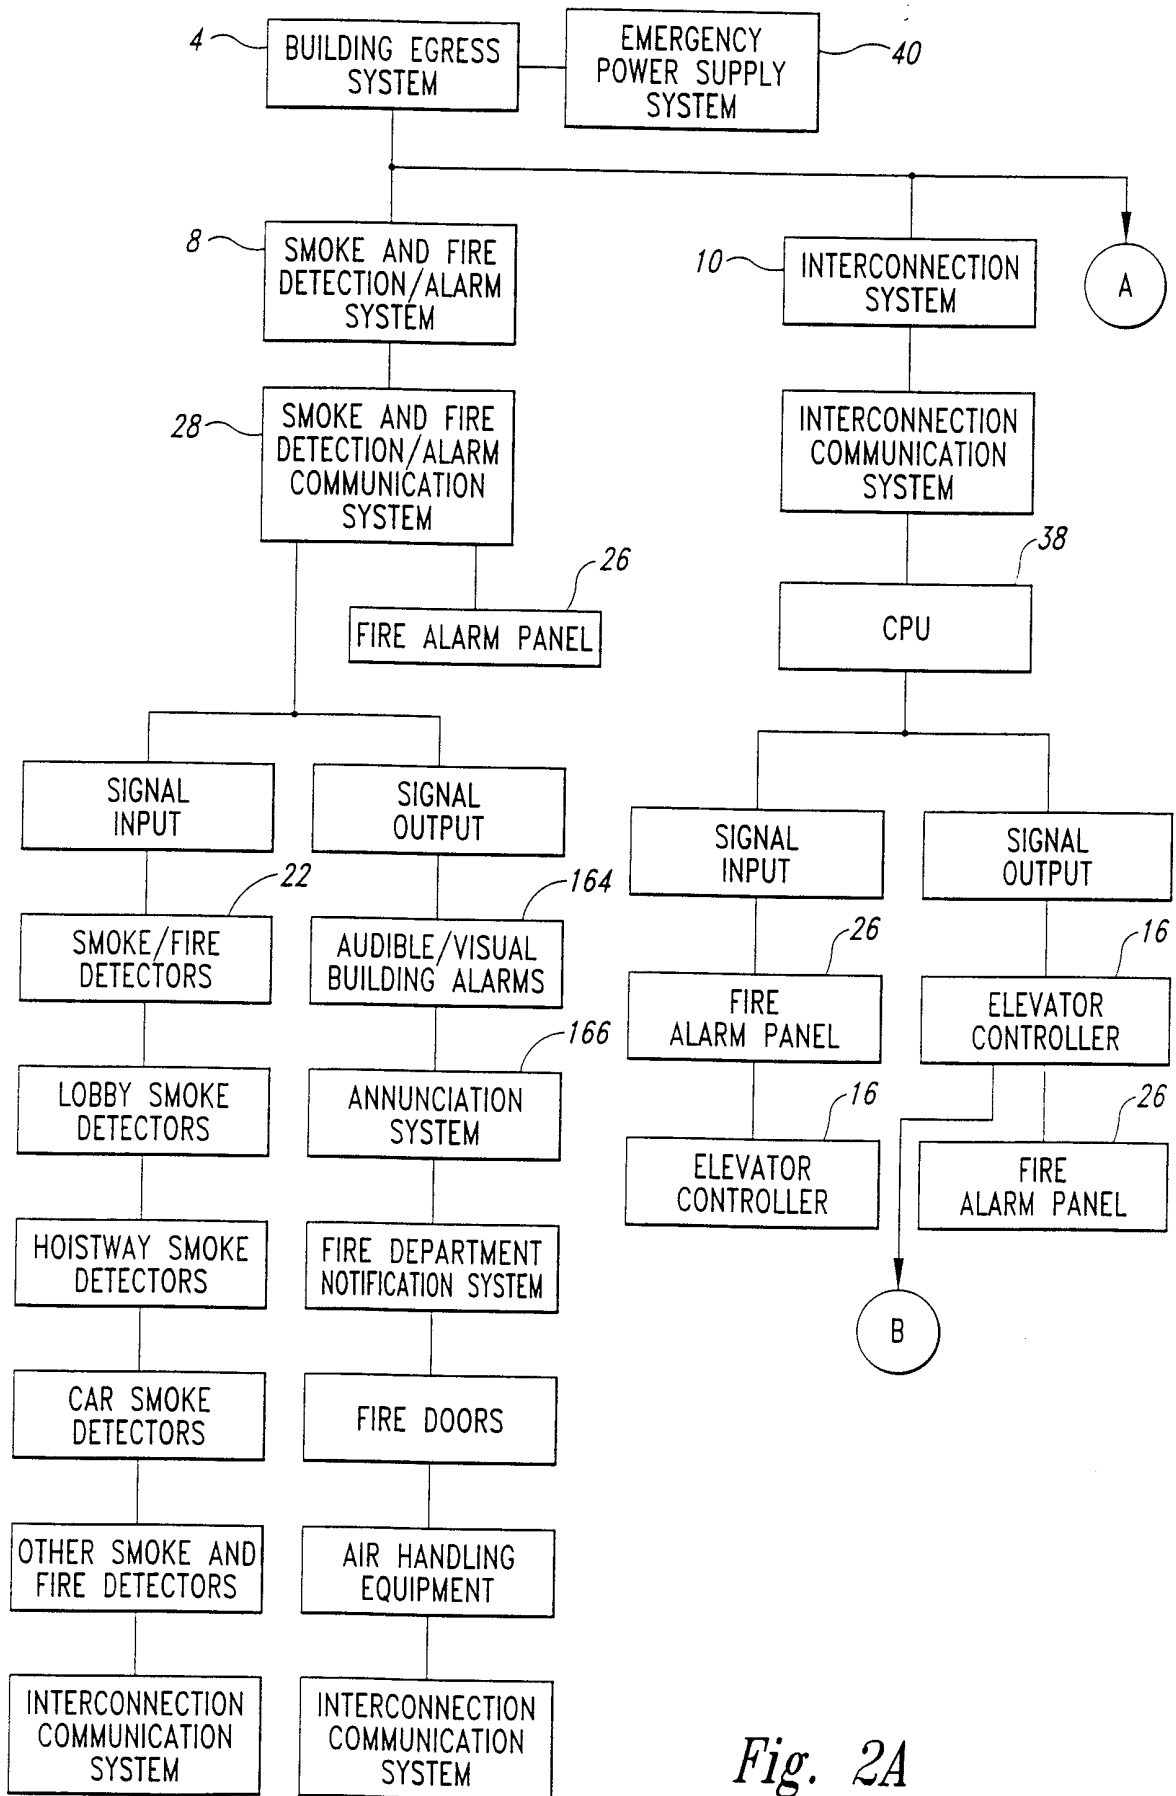 4
BUILDING EGRESS
SYSTEM
EMERGENCY
POWER SUPPLY
SYSTEM
40
8
SMOKE AND FIRE
DETECTION/ALARM
SYSTEM
10
INTERCONNECTION
SYSTEM
A
28
SMOKE AND FIRE
DETECTION/ALARM
COMMUNICATION
SYSTEM
INTERCONNECTION
COMMUNICATION
SYSTEM
26
FIRE ALARM PANEL
38
CPU
SIGNAL
INPUT
SIGNAL
OUTPUT
SIGNAL
INPUT
SIGNAL
OUTPUT
22
SMOKE/FIRE
DETECTORS
164
AUDIBLE/VISUAL
BUILDING ALARMS
26
FIRE
ALARM PANEL
16
ELEVATOR
CONTROLLER
LOBBY SMOKE
DETECTORS
166
ANNUNCIATION
SYSTEM
16
ELEVATOR
CONTROLLER
26
FIRE
ALARM PANEL
HOISTWAY SMOKE
DETECTORS
FIRE DEPARTMENT
NOTIFICATION SYSTEM
B
CAR SMOKE
DETECTORS
FIRE DOORS
OTHER SMOKE AND
FIRE DETECTORS
AIR HANDLING
EQUIPMENT
INTERCONNECTION
COMMUNICATION
SYSTEM
INTERCONNECTION
COMMUNICATION
SYSTEM
Fig. 2A